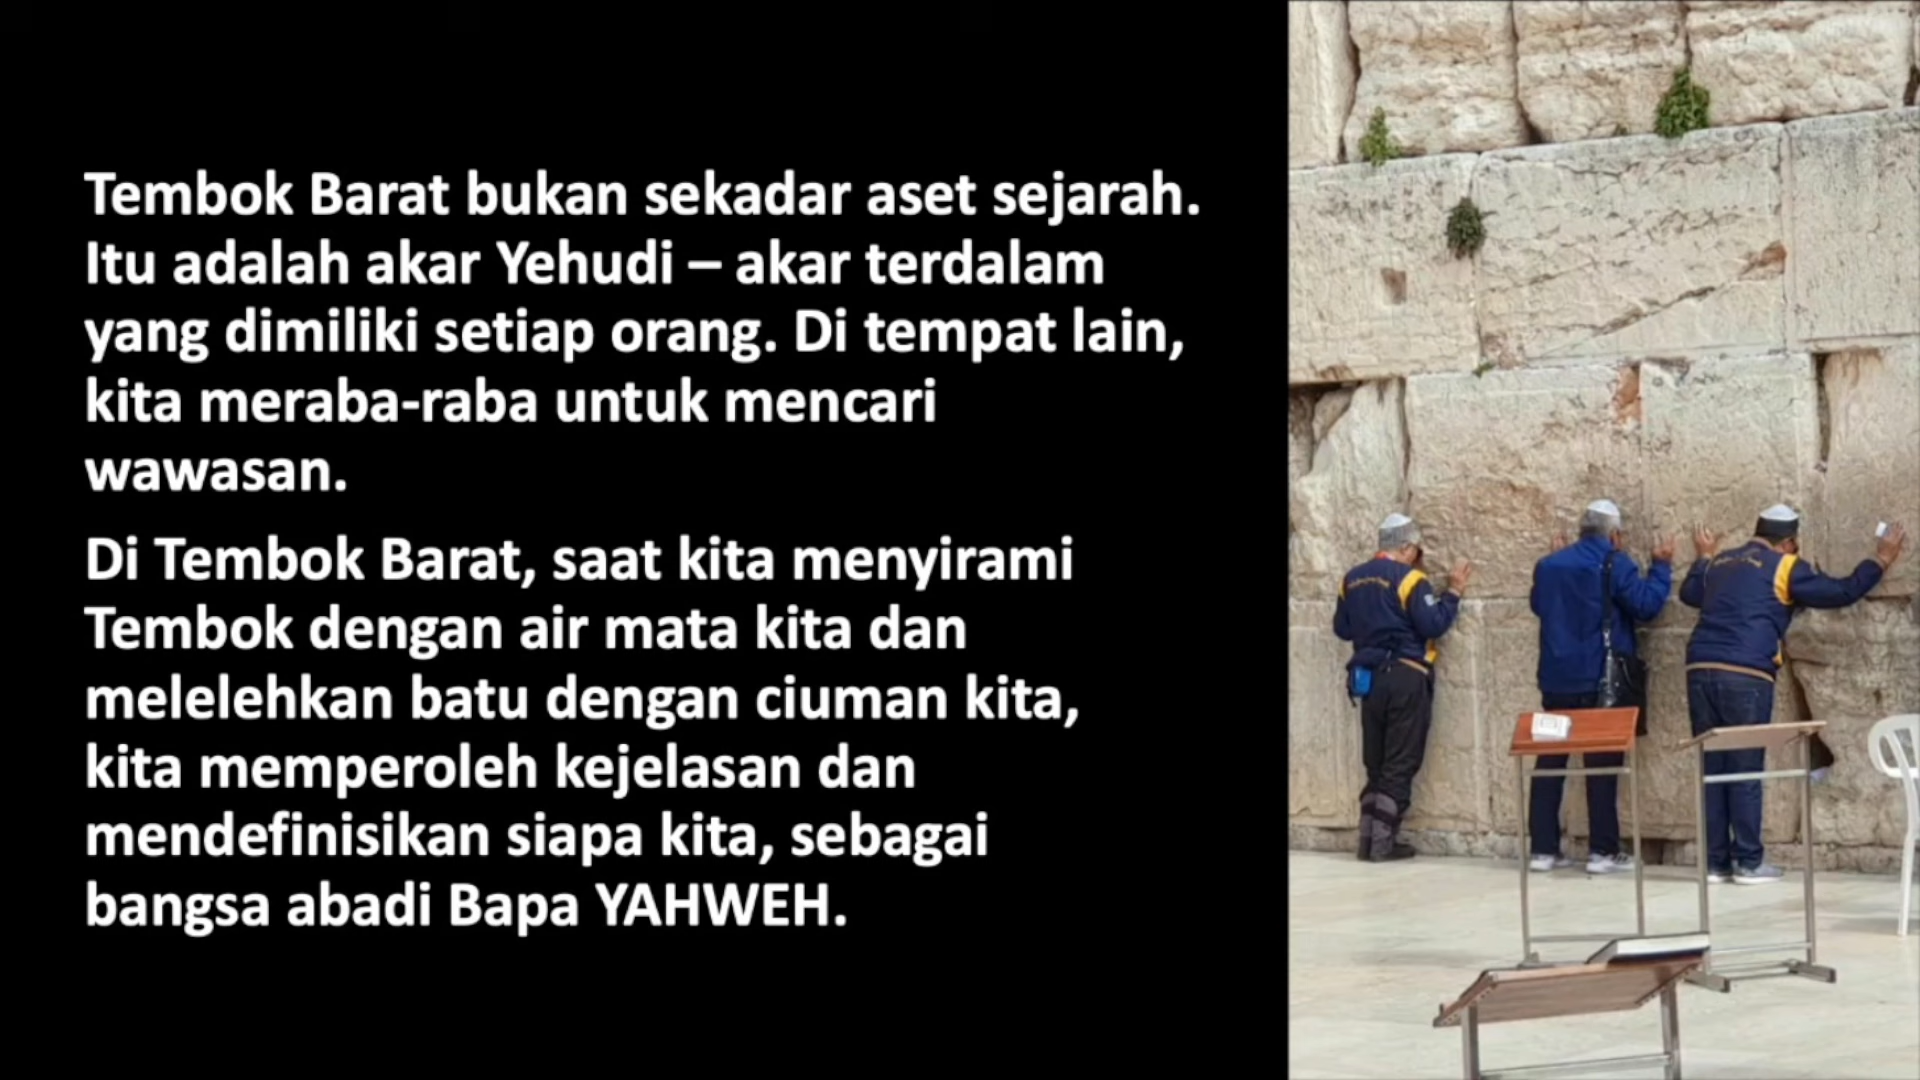 Tembok Barat bukan sekadar aset sejarah.
Itu adalah akar Yehudi – akar terdalam
yang dimiliki setiap orang. Di tempat lain,
kita meraba-raba untuk mencari
wawasan.
Di Tembok Barat, saat kita menyirami
Tembok dengan air mata kita dan
melelehkan batu dengan ciuman kita,
kita memperoleh kejelasan dan
mendefinisikan siapa kita, sebagai
bangsa abadi Bapa YAHWEH.